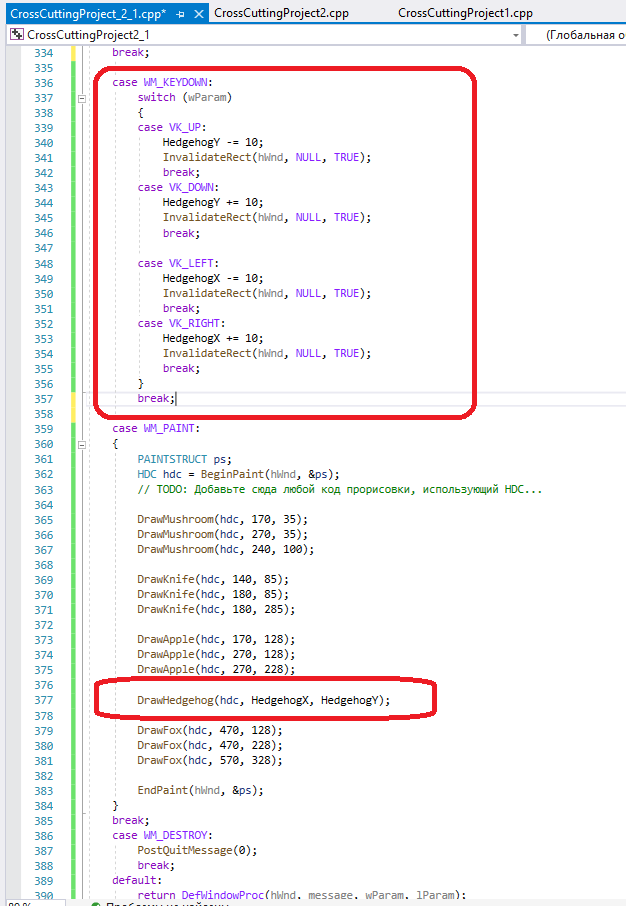 CrossCuttingProject_2_1.cpp* CrossCuttingProject2.cpp CrossCuttingProject1.cpp
CrossCuttingProject2_1 (Глобальная об
334 break;
335
336 case WM_KEYDOWN:
337 switch (wParam)
338 {
339 case VK_UP:
340 HedgehogY -= 10;
341 InvalidateRect(hWnd, NULL, TRUE);
342 break;
343 case VK_DOWN:
344 HedgehogY += 10;
345 InvalidateRect(hWnd, NULL, TRUE);
346 break;
347
348 case VK_LEFT:
349 HedgehogX -= 10;
350 InvalidateRect(hWnd, NULL, TRUE);
351 break;
352 case VK_RIGHT:
353 HedgehogX += 10;
354 InvalidateRect(hWnd, NULL, TRUE);
355 break;
356 }
357 break;
358
359 case WM_PAINT:
360 {
361 PAINTSTRUCT ps;
362 HDC hdc = BeginPaint(hWnd, &ps);
363 // TODO: Добавьте сюда любой код прорисовки, использующий HDC...
364
365 DrawMushroom(hdc, 170, 35);
366 DrawMushroom(hdc, 270, 35);
367 DrawMushroom(hdc, 240, 100);
368
369 DrawKnife(hdc, 140, 85);
370 DrawKnife(hdc, 180, 85);
371 DrawKnife(hdc, 180, 285);
372
373 DrawApple(hdc, 170, 128);
374 DrawApple(hdc, 270, 128);
375 DrawApple(hdc, 270, 228);
376
377 DrawHedgehog(hdc, HedgehogX, HedgehogY);
378
379 DrawFox(hdc, 470, 128);
380 DrawFox(hdc, 470, 228);
381 DrawFox(hdc, 570, 328);
382
383 EndPaint(hWnd, &ps);
384 }
385 break;
386 case WM_DESTROY:
387 PostQuitMessage(0);
388 break;
389 default:
390 return DefWindowProc(hWnd, message, wParam, lParam);